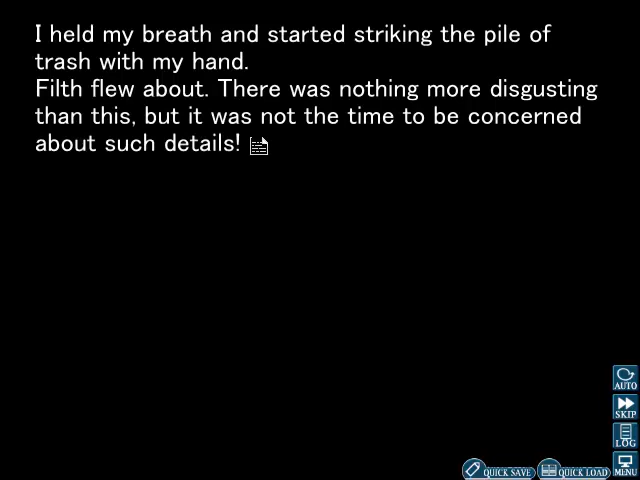 I held my breath and started striking the pile of
trash with my hand.
Filth flew about. There was nothing more disgusting
than this, but it was not the time to be concerned
about such details!
AUTO
SKIP
LOG
MENU
QUICK SAVE
QUICK LOAD